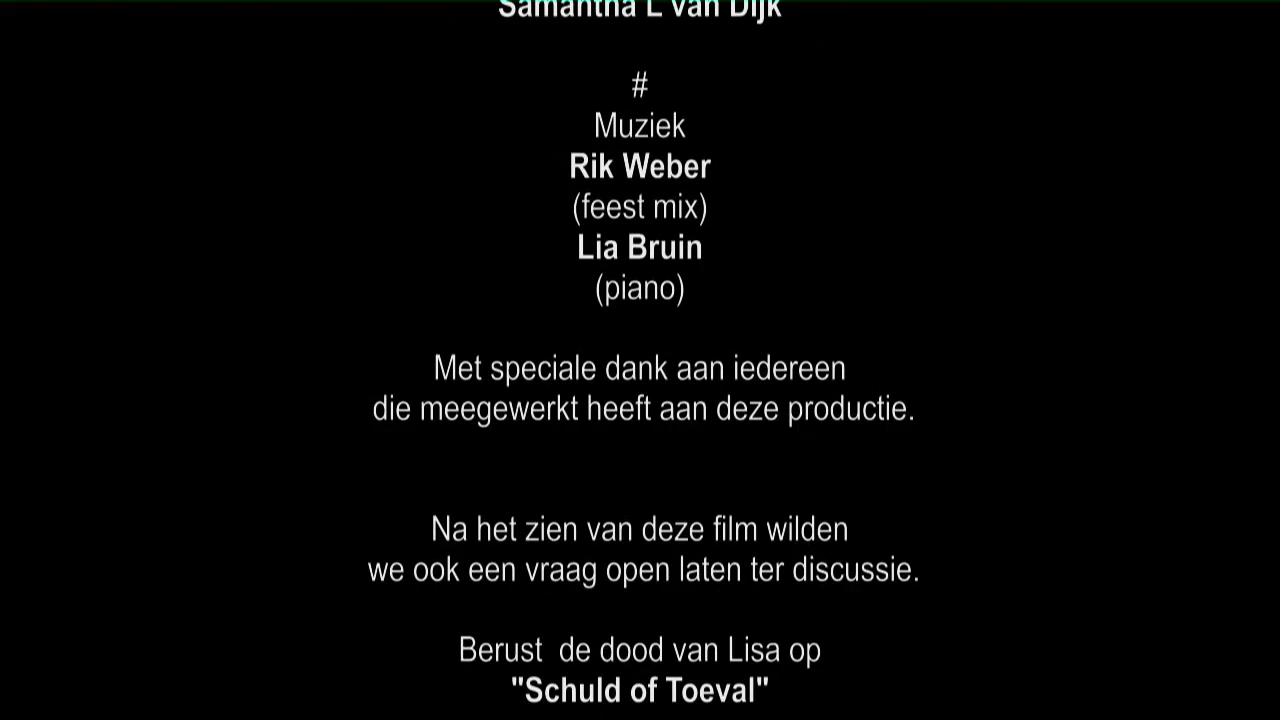 Samantha L van Dijk
#
Muziek
Rik Weber
(feest mix)
Lia Bruin
(piano)
Met speciale dank aan iedereen
die meegewerkt heeft aan deze productie.
Na het zien van deze film wilden
we ook een vraag open laten ter discussie.
Berust  de dood van Lisa op
"Schuld of Toeval"